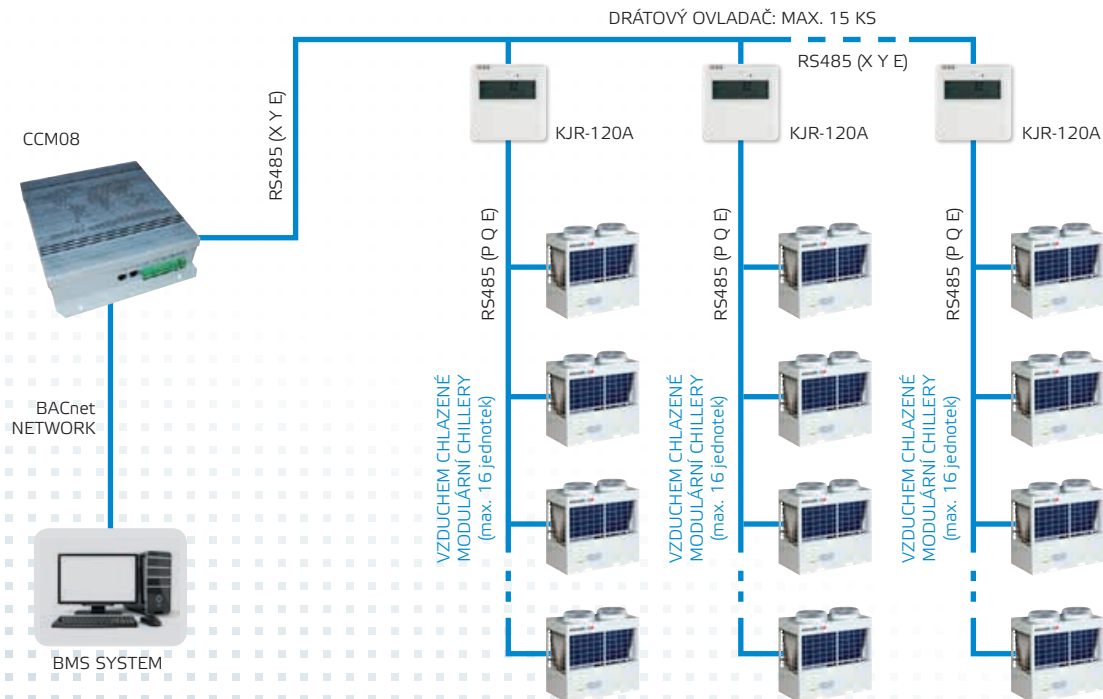 DRÁTOVÝ OVLADAČ: MAX. 15 KS
RS485 (X Y E)
CCM08
RS485 (X Y E)
KJR-120A
KJR-120A
KJR-120A
RS485 (P Q E)
RS485 (P Q E)
RS485 (P Q E)
VZDUCHEM CHLAZENÉ
MODULÁRNÍ CHILLERY
(max. 16 jednotek)
VZDUCHEM CHLAZENÉ
MODULÁRNÍ CHILLERY
(max. 16 jednotek)
VZDUCHEM CHLAZENÉ
MODULÁRNÍ CHILLERY
(max. 16 jednotek)
BACnet
NETWORK
BMS SYSTEM